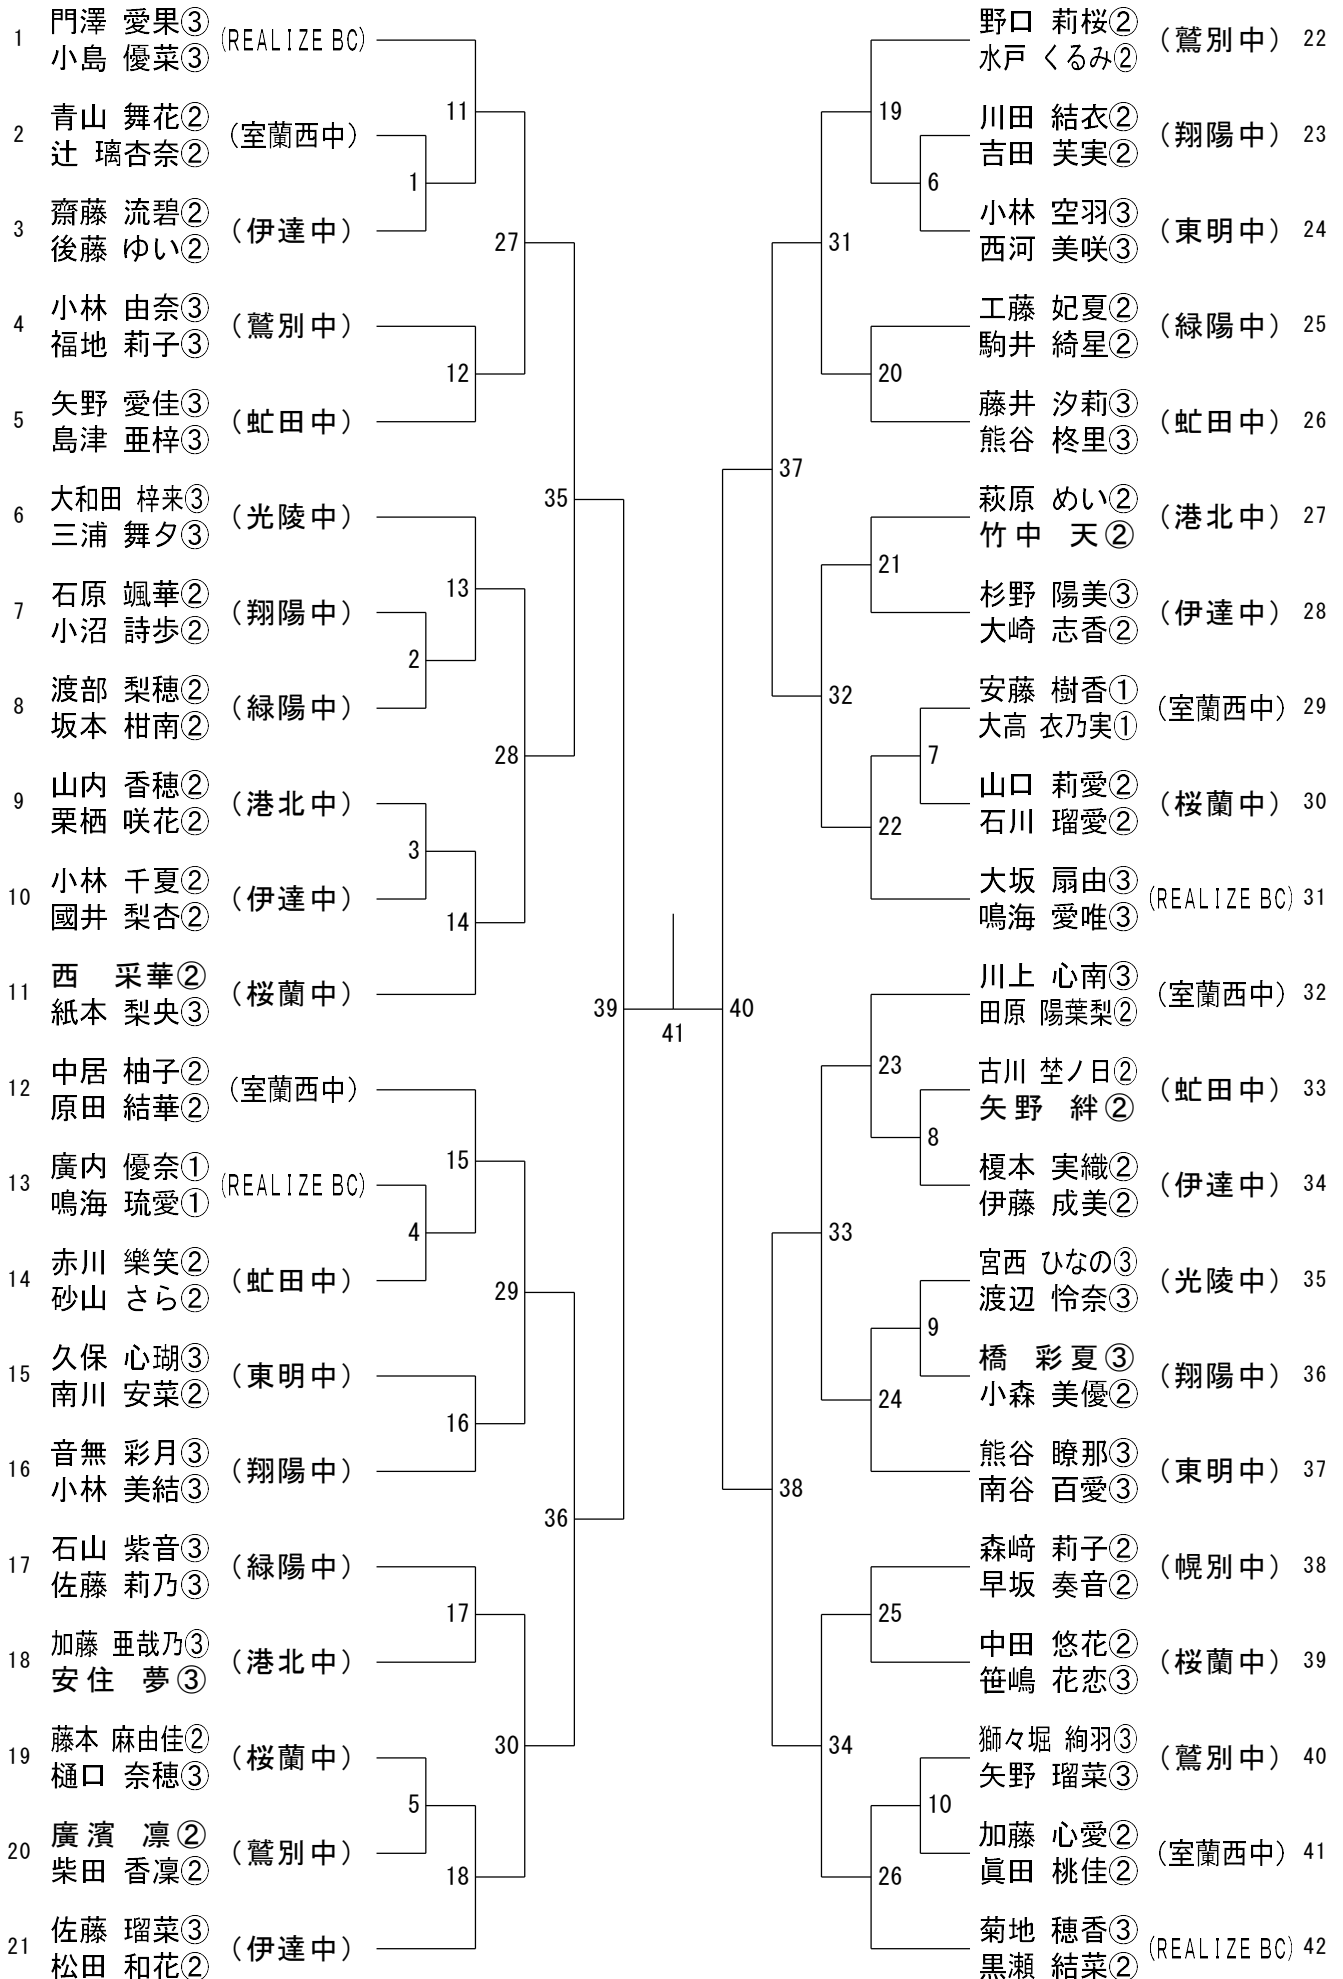 1 門澤 愛果③ (REALIZE BC)
小島 優菜③
2 青山 舞花② (室蘭西中)
辻 璃杏奈②
3 齋藤 流碧② (伊達中)
後藤 ゆい②
4 小林 由奈③ (鷲別中)
福地 莉子③
5 矢野 愛佳③ (虻田中)
島津 亜梓③
6 大和田 梓来③ (光陵中)
三浦 舞夕③
7 石原 颯華② (翔陽中)
小沼 詩歩②
8 渡部 梨穂② (緑陽中)
坂本 柑南②
9 山内 香穂② (港北中)
栗栖 咲花②
10 小林 千夏② (伊達中)
國井 梨杏②
11 西 采華② (桜蘭中)
紙本 梨央③
12 中居 柚子② (室蘭西中)
原田 結華②
13 廣内 優奈① (REALIZE BC)
鳴海 琉愛①
14 赤川 樂笑② (虻田中)
砂山 さら②
15 久保 心瑚③ (東明中)
南川 安菜②
16 音無 彩月③ (翔陽中)
小林 美結③
17 石山 紫音③ (緑陽中)
佐藤 莉乃③
18 加藤 亜哉乃③ (港北中)
安住 夢③
19 藤本 麻由佳② (桜蘭中)
樋口 奈穂③
20 廣濱 凛② (鷲別中)
柴田 香凜②
21 佐藤 瑠菜③ (伊達中)
松田 和花②
11
1
27
12
35
13
2
28
3
14
39
15
4
29
16
36
17
30
5
18
41
19
6
31
20
37
21
32
7
22
40
23
8
33
9
24
38
25
34
10
26
野口 莉桜② (鷲別中) 22
水戸 くるみ②
川田 結衣② (翔陽中) 23
吉田 芙実②
小林 空羽③ (東明中) 24
西河 美咲③
工藤 妃夏② (緑陽中) 25
駒井 綺星②
藤井 汐莉③ (虻田中) 26
熊谷 柊里③
萩原 めい② (港北中) 27
竹中 天②
杉野 陽美③ (伊達中) 28
大崎 志香②
安藤 樹香① (室蘭西中) 29
大高 衣乃実①
山口 莉愛② (桜蘭中) 30
石川 瑠愛②
大坂 扇由③ (REALIZE BC) 31
鳴海 愛唯③
川上 心南③ (室蘭西中) 32
田原 陽葉梨②
古川 埜ノ日② (虻田中) 33
矢野 絆②
榎本 実織② (伊達中) 34
伊藤 成美②
宮西 ひなの③ (光陵中) 35
渡辺 怜奈③
橋 彩夏③ (翔陽中) 36
小森 美優②
熊谷 瞭那③ (東明中) 37
南谷 百愛③
森﨑 莉子② (幌別中) 38
早坂 奏音②
中田 悠花② (桜蘭中) 39
笹嶋 花恋③
獅々堀 絢羽③ (鷲別中) 40
矢野 瑠菜③
加藤 心愛② (室蘭西中) 41
眞田 桃佳②
菊地 穂香③ (REALIZE BC) 42
黒瀬 結菜②